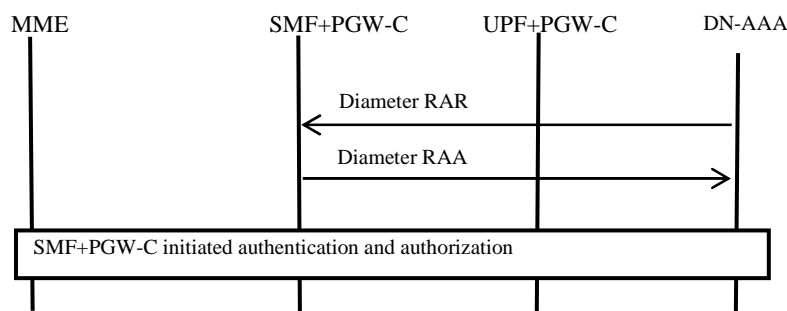 MME SMF+PGW-C UPF+PGW-C DN-AAA
Diameter RAR
Diameter RAA
SMF+PGW-C initiated authentication and authorization